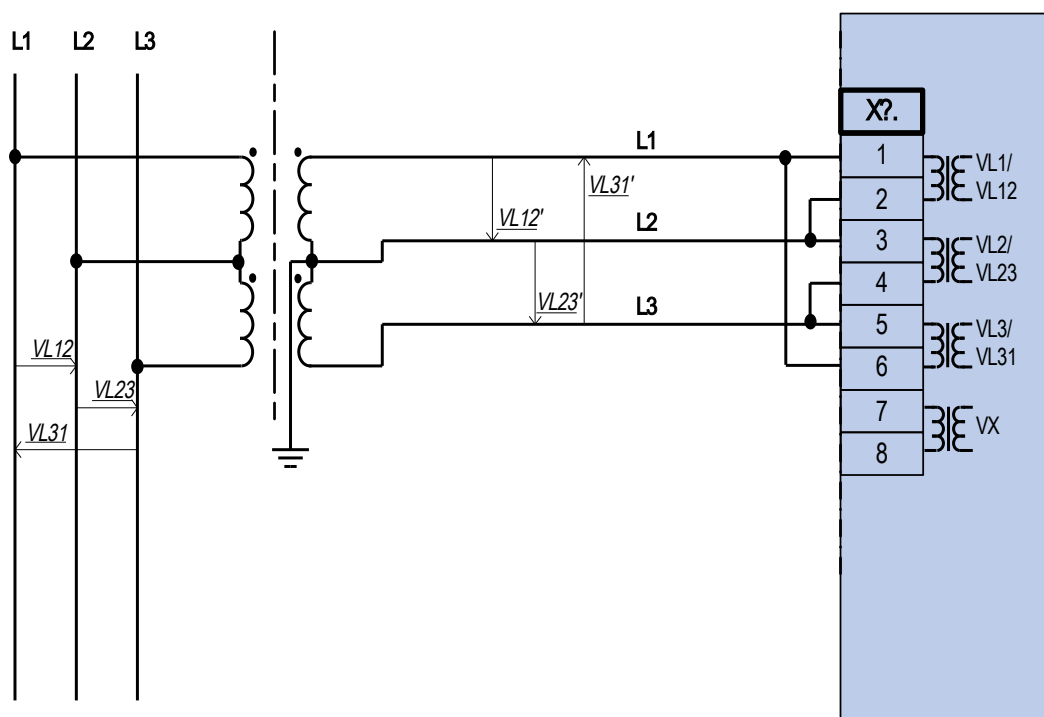 L1 L2 L3
X?.
1
2
3
4
5
6
7
8
VL1/
VL12
VL2/
VL23
VL3/
VL31
VX
L1
L2
L3
VL12'
VL31'
VL23'
VL12
VL23
VL31